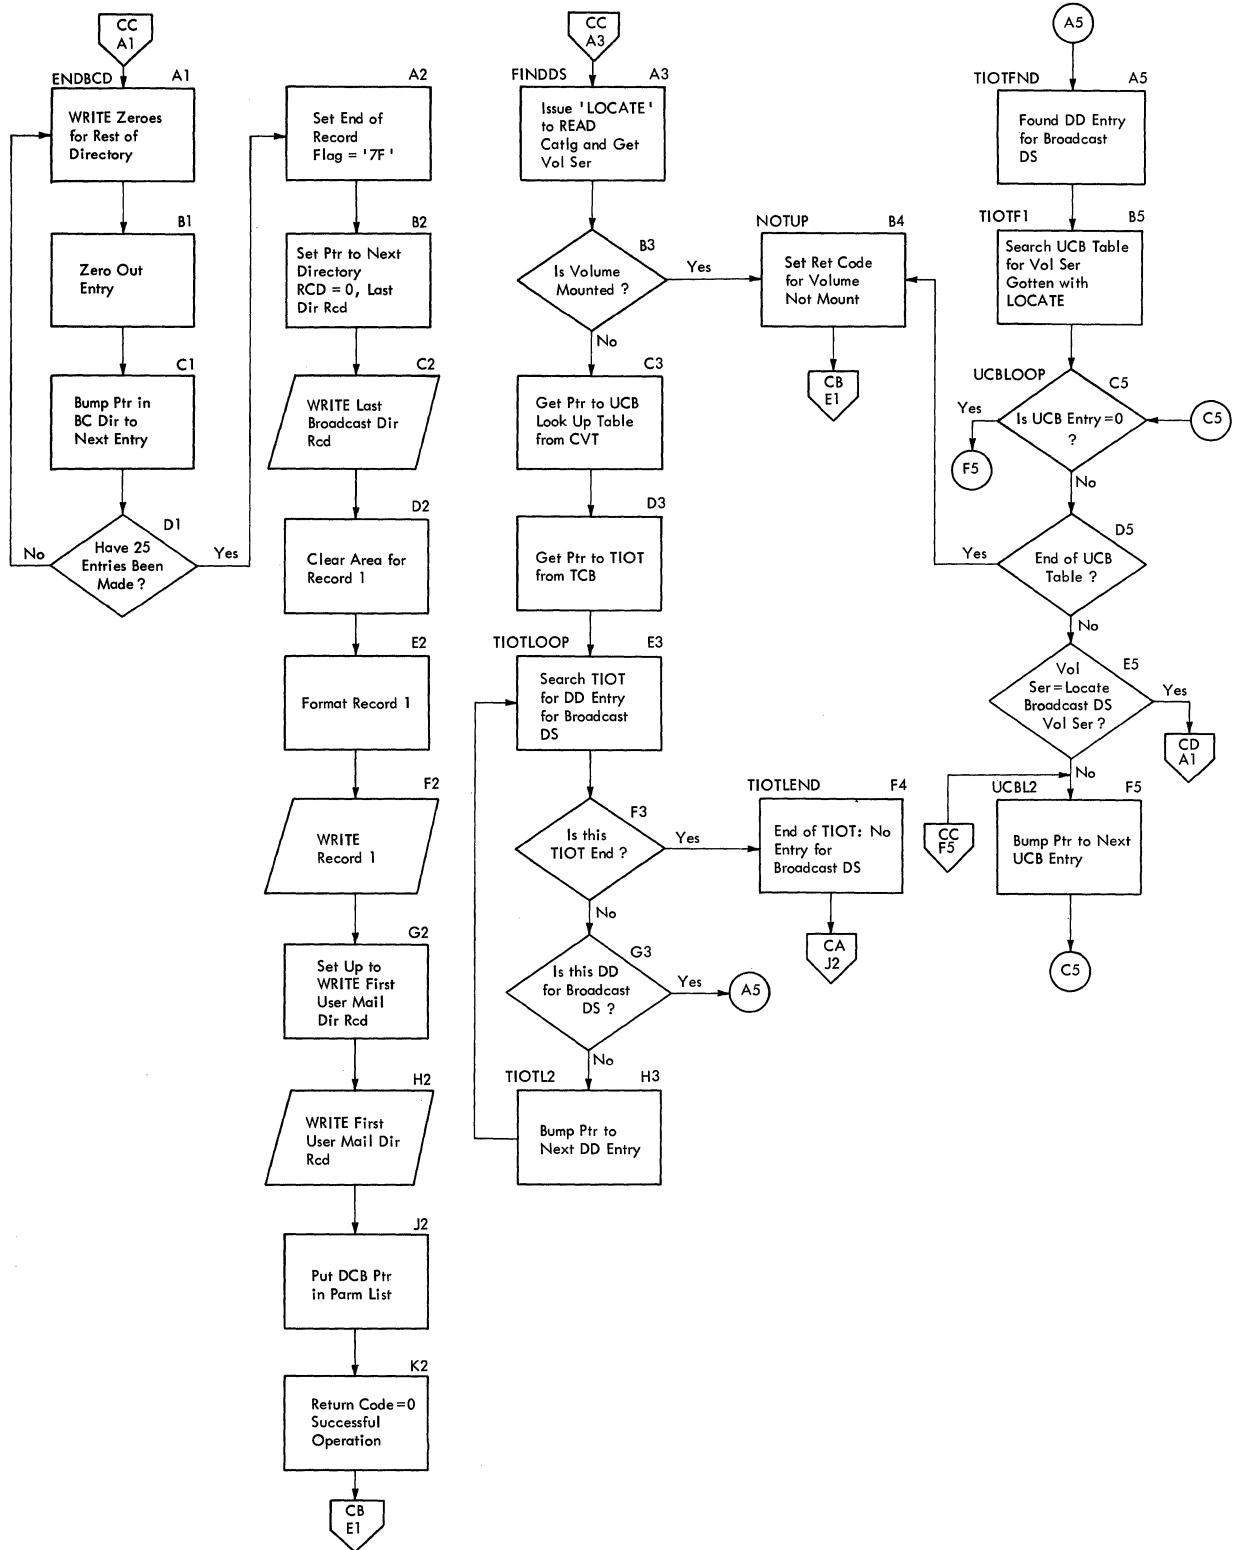 CC
A1
ENDBCD
A1
WRITE Zeroes
for Rest of
Directory
B1
Zero Out
Entry
C1
Bump Ptr in
BC Dir to
Next Entry
D1
No
Have 25
Entries Been
Made ?
Yes
A2
Set End of
Record
Flag = '7F'
B2
Set Ptr to Next
Directory
RCD = 0, Last
Dir Rcd
C2
WRITE Last
Broadcast Dir
Rcd
D2
Clear Area for
Record 1
E2
Format Record 1
F2
WRITE
Record 1
G2
Set Up to
WRITE First
User Mail
Dir Rcd
H2
WRITE First
User Mail Dir
Rcd
J2
Put DCB Ptr
in Parm List
K2
Return Code =0
Successful
Operation
CB
E1
CC
A3
FINDDS
A3
Issue 'LOCATE'
to READ
Catlg and Get
Vol Ser
B3
Is Volume
Mounted ?
Yes
No
C3
Get Ptr to UCB
Look Up Table
from CVT
D3
Get Ptr to TIOT
from TCB
TIOTLOOP
E3
Search TIOT
for DD Entry
for Broadcast
DS
F3
Is this
TIOT End ?
Yes
No
G3
Is this DD
for Broadcast
DS ?
Yes
A5
No
TIOTL2
H3
Bump Ptr to
Next DD Entry
NOTUP
B4
Set Ret Code
for Volume
Not Mount
CB
E1
TIOTLEND
F4
End of TIOT: No
Entry for
Broadcast DS
CA
J2
A5
TIOTFND
A5
Found DD Entry
for Broadcast
DS
TIOTF1
B5
Search UCB Table
for Vol Ser
Gotten with
LOCATE
UCBLOOP
C5
Yes
Is UCB Entry =0
?
C5
F5
No
D5
Yes
End of UCB
Table ?
No
E5
Vol
Ser = Locate
Broadcast DS
Vol Ser ?
Yes
CD
A1
No
UCBL2
F5
CC
F5
Bump Ptr to Next
UCB Entry
C5